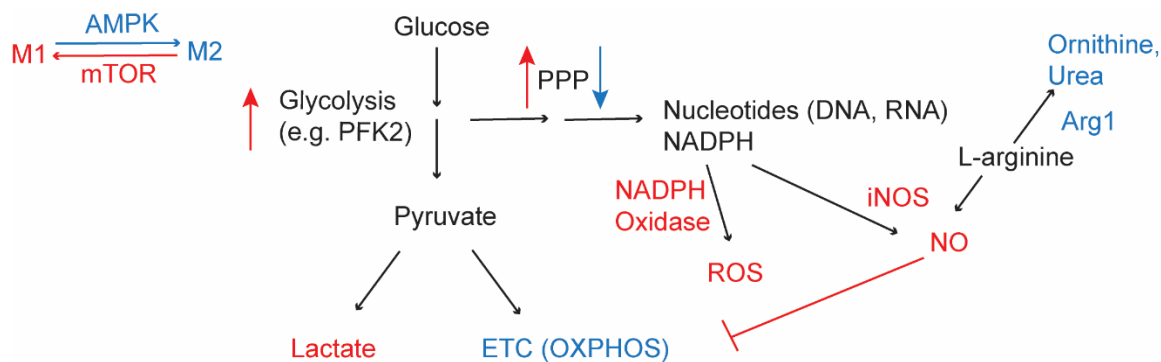 AMPK
M1
M2
mTOR
Glucose
Glycolysis
(e.g. PFK2)
PPP
Nucleotides (DNA, RNA)
NADPH
Ornithine,
Urea
Arg1
L-arginine
NADPH
Oxidase
iNOS
Pyruvate
ROS
NO
Lactate
ETC (OXPHOS)